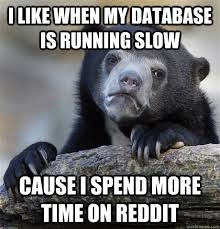 I LIKE WHEN MY DATABASE
IS RUNNING SLOW
CAUSE I SPEND MORE
TIME ON REDDIT